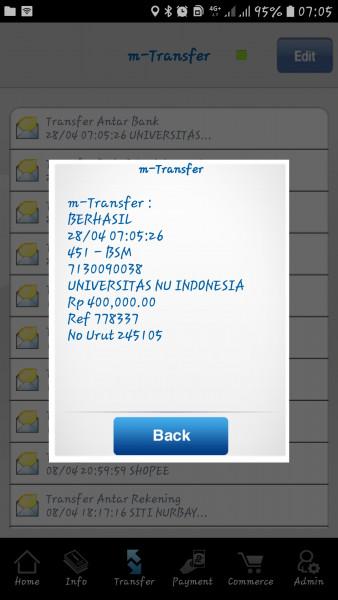 4G+
95% 07:05
m-Transfer
Edit
Transfer Antar Bank
28/04 07:05:26 UNIVERSITAS...
m-Transfer
m-Transfer :
BERHASIL
28/04 07:05:26
451 - BSM
7130090038
UNIVERSITAS NU INDONESIA
Rp 400,000.00
Ref 778337
No Urut 245105
Back
08/04 20:59:59 SHOPEE
Transfer Antar Rekening
08/04 18:17:16 SITI NURBAY...
Home Info Transfer Payment Commerce Admin